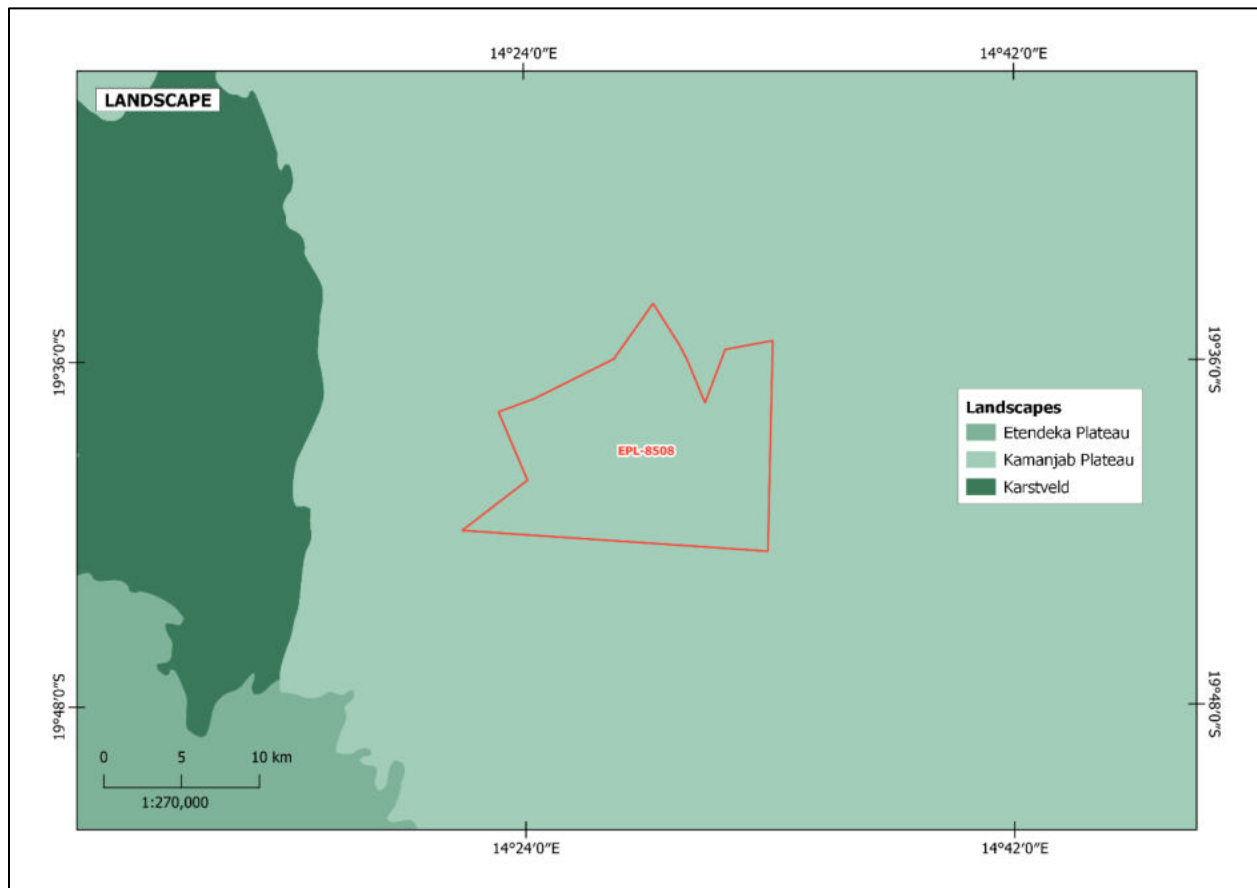 14°24′0″E
14°42′0″E
LANDSCAPE
19°36′0″S
19°36′0″S
Landscapes
Etendeka Plateau
Kamanjab Plateau
Karstveld
EPL-8508
19°48′0″S
19°48′0″S
0 5 10 km
1:270,000
14°24′0″E
14°42′0″E